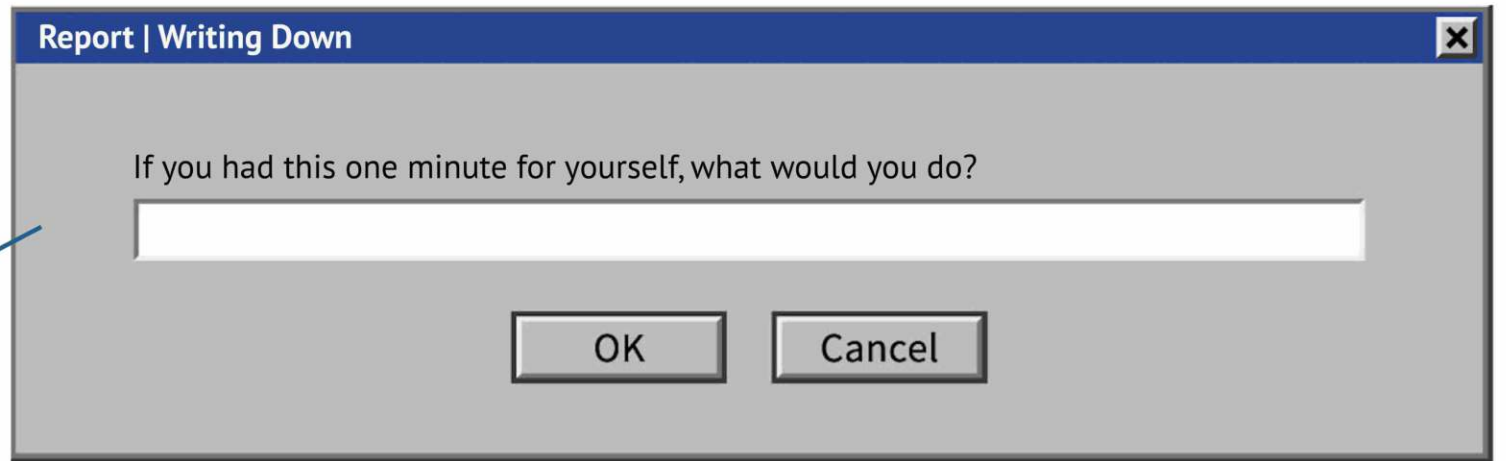 Report | Writing Down
If you had this one minute for yourself, what would you do?
OK Cancel